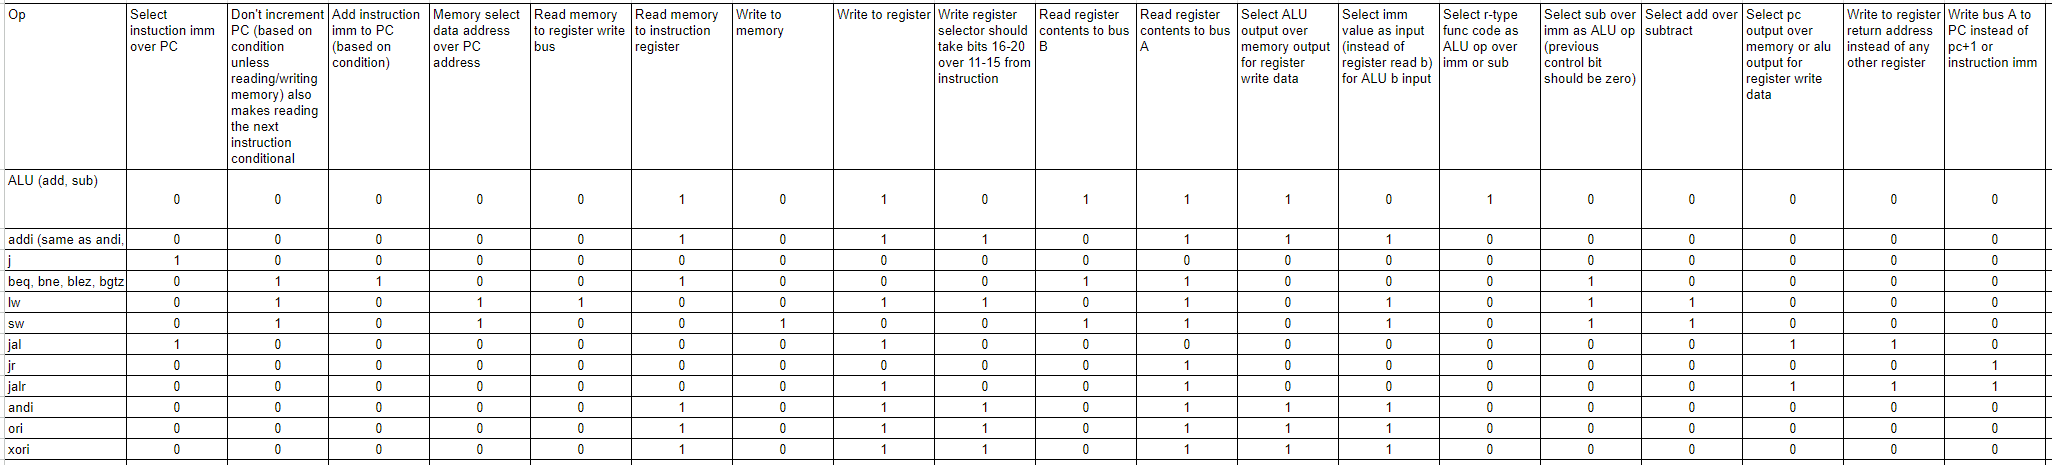 Op
Select instuction imm over PC
Don't increment PC (based on condition unless reading/writing memory) also makes reading the next instruction conditional
Add instruction imm to PC (based on condition)
Memory select data address over PC address
Read memory to register write bus
Read memory to instruction register
Write to memory
Write to register
Write register selector should take bits 16-20 over 11-15 from instruction
Read register contents to bus B
Read register contents to bus A
Select ALU output over memory output for register write data
Select imm value as input (instead of register read b) for ALU b input
Select r-type func code as ALU op over imm or sub
Select sub over imm as ALU op (previous control bit should be zero)
Select add over subtract
Select pc output over memory or alu output for register write data
Write to register return address instead of any other register
Write bus A to PC instead of pc+1 or instruction imm
ALU (add, sub) 0 0 0 0 0 1 0 1 0 1 1 1 0 1 0 0 0 0 0
addi (same as andi, 0 0 0 0 0 1 0 1 1 0 1 1 1 0 0 0 0 0 0
j 1 0 0 0 0 0 0 0 0 0 0 0 0 0 0 0 0 0 0
beq, bne, blez, bgtz 0 1 1 0 0 1 0 0 0 1 1 0 0 0 1 0 0 0 0
lw 0 1 0 1 1 0 0 1 1 0 1 0 1 0 1 1 0 0 0
sw 0 1 0 1 0 0 1 0 0 1 1 0 1 0 1 1 0 0 0
jal 1 0 0 0 0 0 0 1 0 0 0 0 0 0 0 0 1 1 0
jr 0 0 0 0 0 0 0 0 0 0 1 0 0 0 0 0 0 0 1
jalr 0 0 0 0 0 0 0 1 0 0 1 0 0 0 0 0 1 1 1
andi 0 0 0 0 0 1 0 1 1 0 1 1 1 0 0 0 0 0 0
ori 0 0 0 0 0 1 0 1 1 0 1 1 1 0 0 0 0 0 0
xori 0 0 0 0 0 1 0 1 1 0 1 1 1 0 0 0 0 0 0